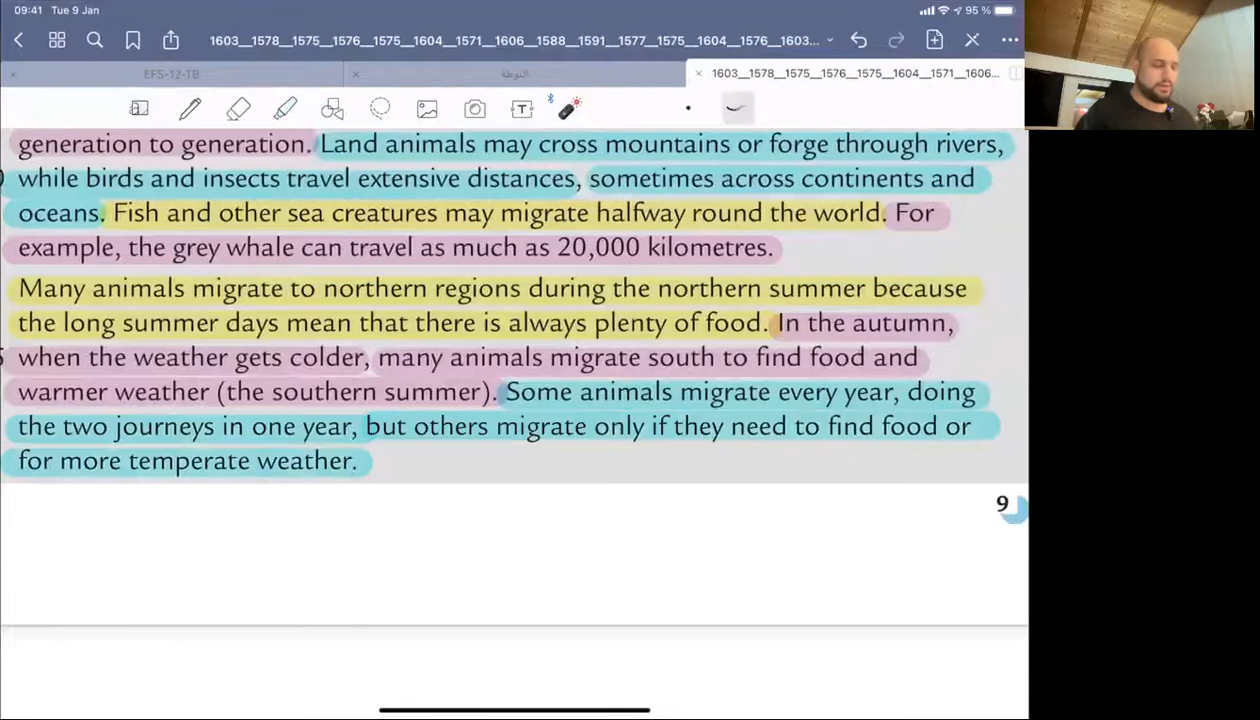 09:41 Tue 9 Jan 95 %
1603__1578__1575__1576__1575__1604__1571__1606__1588__1591__1577__1575__1604__1576__1603...
EFS-12-TB النوطة 1603__1578__1575__1576__1575__1604__1571__1606...
T
generation to generation. Land animals may cross mountains or forge through rivers,
while birds and insects travel extensive distances, sometimes across continents and
oceans. Fish and other sea creatures may migrate halfway round the world. For
example, the grey whale can travel as much as 20,000 kilometres.
Many animals migrate to northern regions during the northern summer because
the long summer days mean that there is always plenty of food. In the autumn,
when the weather gets colder, many animals migrate south to find food and
warmer weather (the southern summer). Some animals migrate every year, doing
the two journeys in one year, but others migrate only if they need to find food or
for more temperate weather.
9